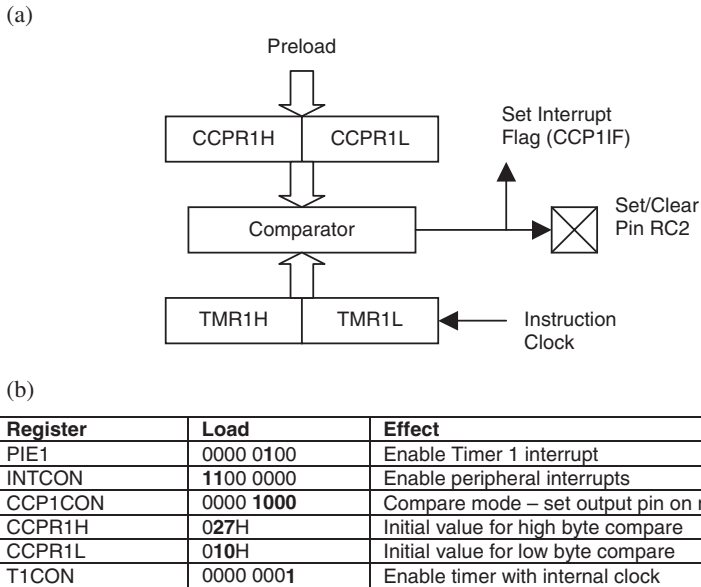 (a)
Preload
CCPR1H CCPR1L
Set Interrupt
Flag (CCP1IF)
Comparator
Set/Clear
Pin RC2
TMR1H TMR1L
Instruction
Clock
(b)
Register Load Effect
PIE1 0000 0100 Enable Timer 1 interrupt
INTCON 1100 0000 Enable peripheral interrupts
CCP1CON 0000 1000 Compare mode – set output pin on
CCPR1H 027H Initial value for high byte compare
CCPR1L 010H Initial value for low byte compare
T1CON 0000 0001 Enable timer with internal clock